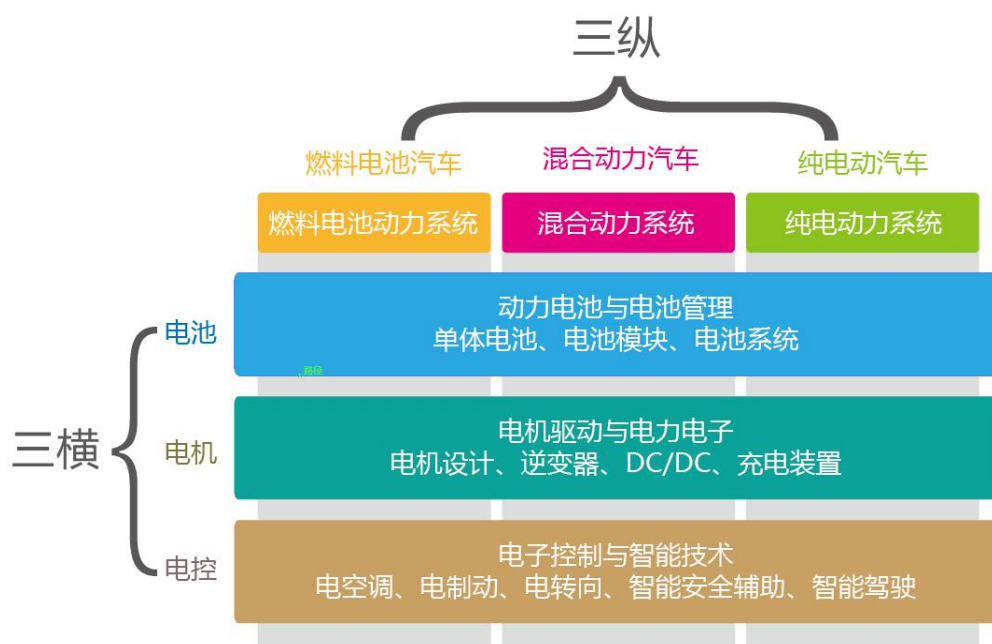 三纵
燃料电池汽车
混合动力汽车
纯电动汽车
燃料电池动力系统
混合动力系统
纯电动力系统
三横
电池
动力电池与电池管理
单体电池、电池模块、电池系统
路径
电机
电机驱动与电力电子
电机设计、逆变器、DC/DC、充电装置
电控
电子控制与智能技术
电空调、电制动、电转向、智能安全辅助、智能驾驶